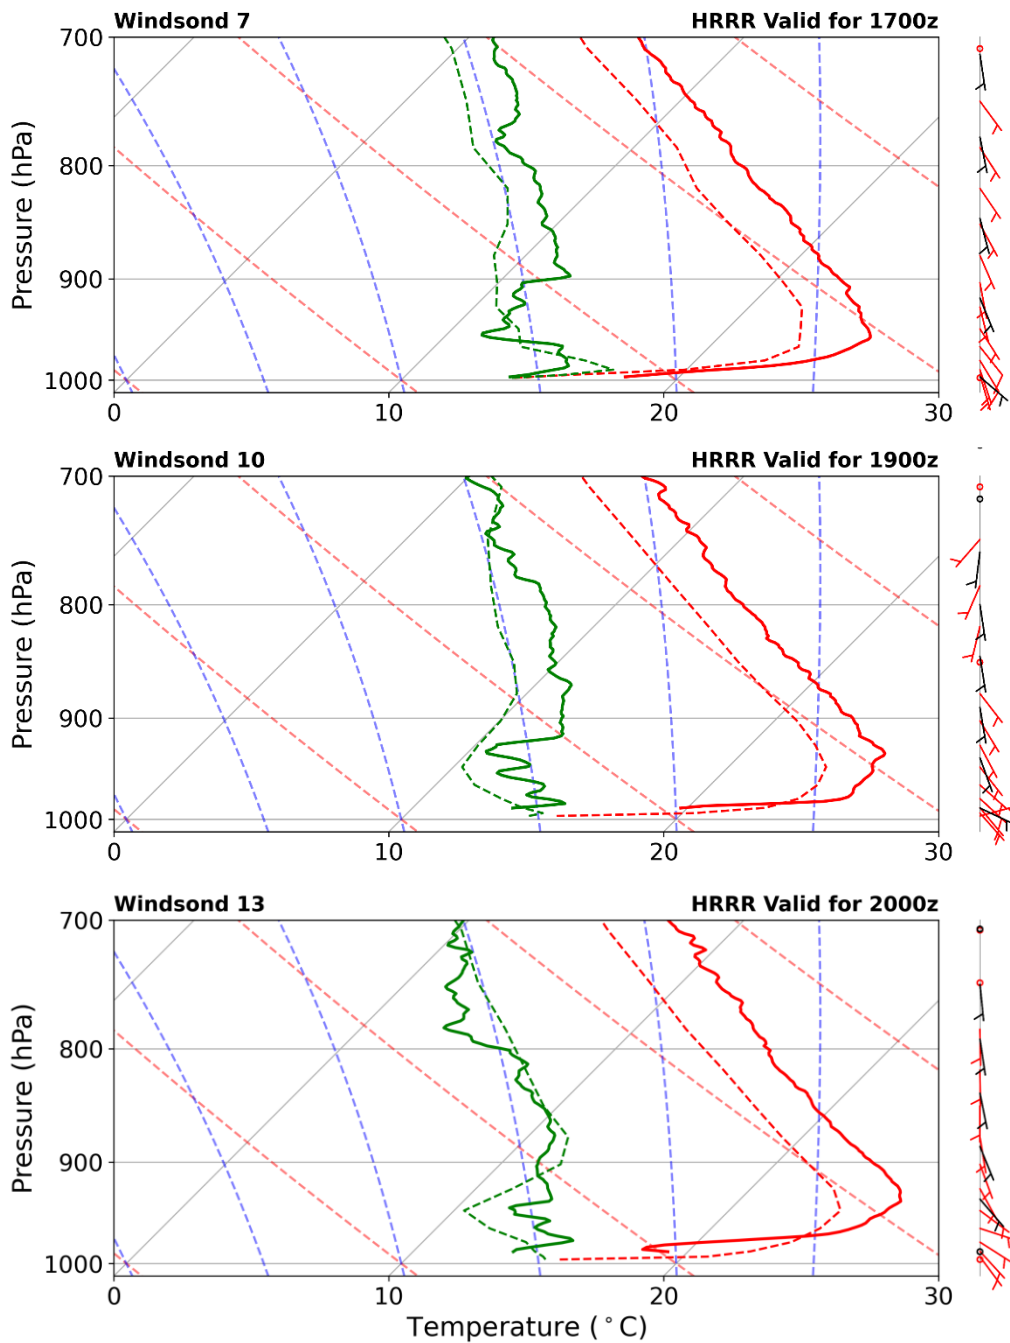 Windsond 7 HRRR Valid for 1700z
700
800
900
1000
Pressure (hPa)
0 10 20 30
Windsond 10 HRRR Valid for 1900z
700
800
900
1000
Pressure (hPa)
0 10 20 30
Windsond 13 HRRR Valid for 2000z
700
800
900
1000
Pressure (hPa)
0 10 20 30
Temperature (°C)